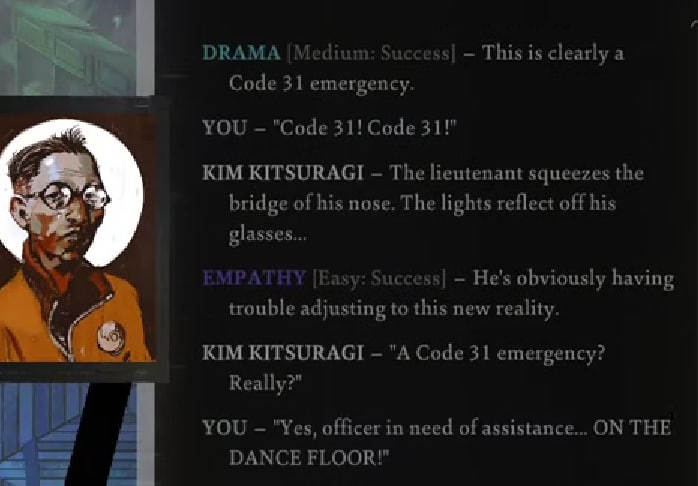 DRAMA [Medium: Success] – This is clearly a
Code 31 emergency.
YOU – "Code 31! Code 31!"
KIM KITSURAGI – The lieutenant squeezes the
bridge of his nose. The lights reflect off his
glasses...
EMPATHY [Easy: Success] – He's obviously having
trouble adjusting to this new reality.
KIM KITSURAGI – "A Code 31 emergency?
Really?"
YOU – "Yes, officer in need of assistance... ON THE
DANCE FLOOR!"